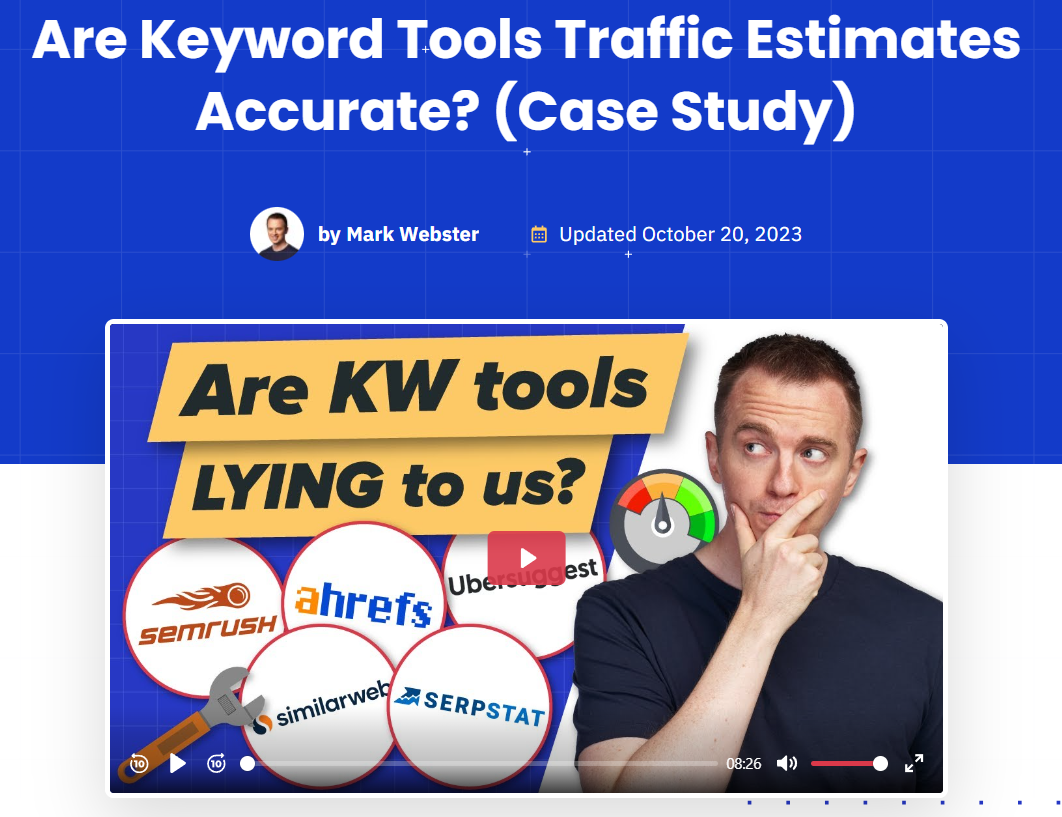 Are Keyword Tools Traffic Estimates
Accurate? (Case Study)
by Mark Webster
Updated October 20, 2023
Are KW tools
LYING to us?
semrush
ahrefs
Ubersuggest
similarweb
SERPSTAT
10
10
08:26